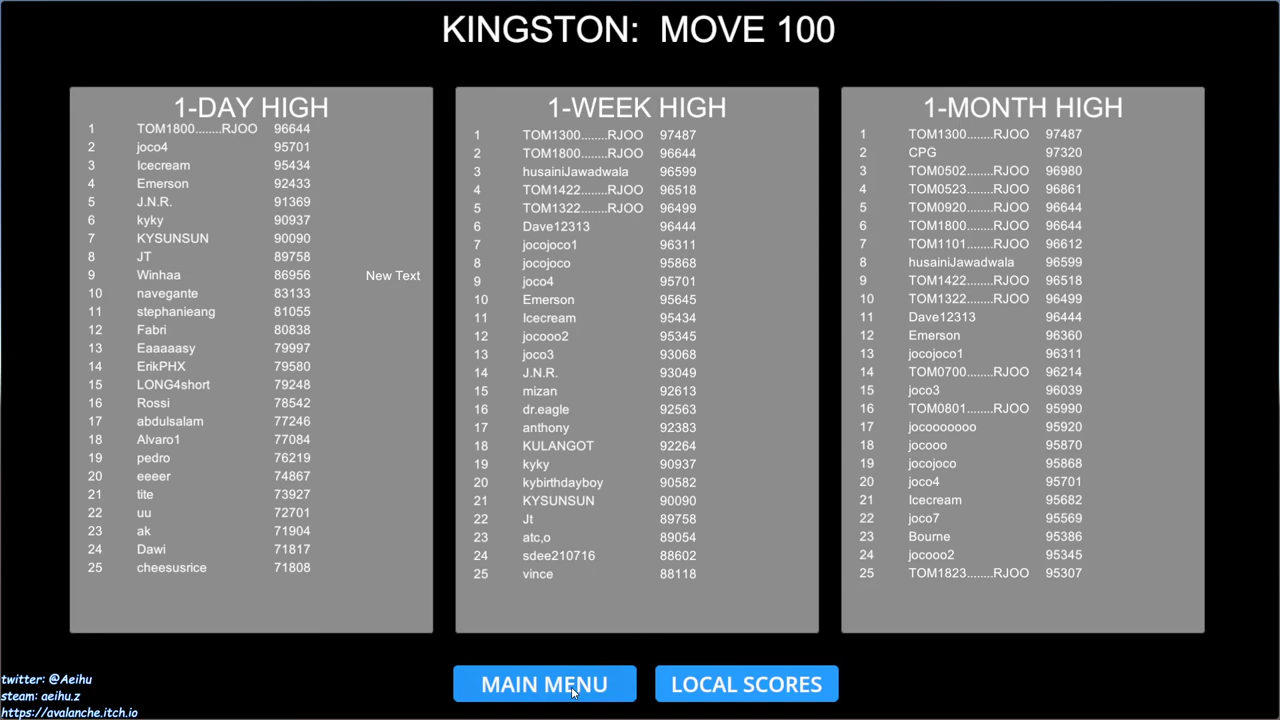 KINGSTON:  MOVE 100
1-DAY HIGH
1 TOM1800........RJOO 96644
2 joco4 95701
3 Icecream 95434
4 Emerson 92433
5 J.N.R. 91369
6 kyky 90937
7 KYSUNSUN 90090
8 JT 89758
9 Winhaa 86956 New Text
10 navegante 83133
11 stephanieang 81055
12 Fabri 80838
13 Eaaaaasy 79997
14 ErikPHX 79580
15 LONG4short 79248
16 Rossi 78542
17 abdulsalam 77246
18 Alvaro1 77084
19 pedro 76219
20 eeeer 74867
21 tite 73927
22 uu 72701
23 ak 71904
24 Dawi 71817
25 cheesusrice 71808
1-WEEK HIGH
1 TOM1300........RJOO 97487
2 TOM1800........RJOO 96644
3 husainiJawadwala 96599
4 TOM1422........RJOO 96518
5 TOM1322........RJOO 96499
6 Dave12313 96444
7 jocojoco1 96311
8 jocojoco 95868
9 joco4 95701
10 Emerson 95645
11 Icecream 95434
12 jocooo2 95345
13 joco3 93068
14 J.N.R. 93049
15 mizan 92613
16 dr.eagle 92563
17 anthony 92383
18 KULANGOT 92264
19 kyky 90937
20 kybirthdayboy 90582
21 KYSUNSUN 90090
22 Jt 89758
23 atc,o 89054
24 sdee210716 88602
25 vince 88118
1-MONTH HIGH
1 TOM1300........RJOO 97487
2 CPG 97320
3 TOM0502........RJOO 96980
4 TOM0523........RJOO 96861
5 TOM0920........RJOO 96644
6 TOM1800........RJOO 96644
7 TOM1101........RJOO 96612
8 husainiJawadwala 96599
9 TOM1422........RJOO 96518
10 TOM1322........RJOO 96499
11 Dave12313 96444
12 Emerson 96360
13 jocojoco1 96311
14 TOM0700........RJOO 96214
15 joco3 96039
16 TOM0801........RJOO 95990
17 jocooooooo 95920
18 jocooo 95870
19 jocojoco 95868
20 joco4 95701
21 Icecream 95682
22 joco7 95569
23 Bourne 95386
24 jocooo2 95345
25 TOM1823........RJOO 95307
MAIN MENU
LOCAL SCORES
twitter: @Aeihu
steam: aeihu.z
https://avalanche.itch.io